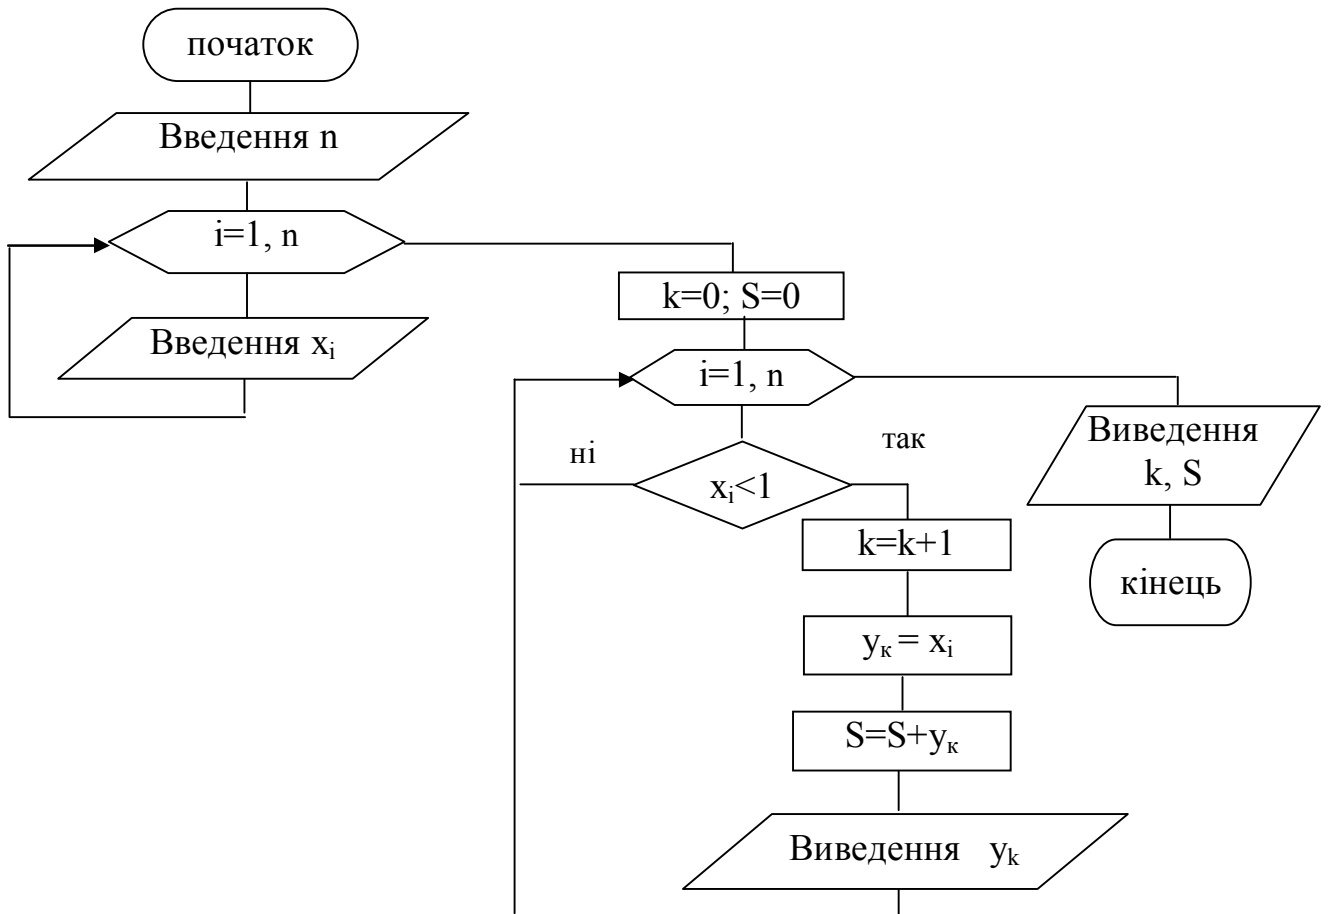 початок
Введення n
i=1, n
Введення xᵢ
k=0; S=0
i=1, n
ні
так
xᵢ<1
k=k+1
yк = xᵢ
S=S+yк
Виведення yₖ
Виведення
k, S
кінець